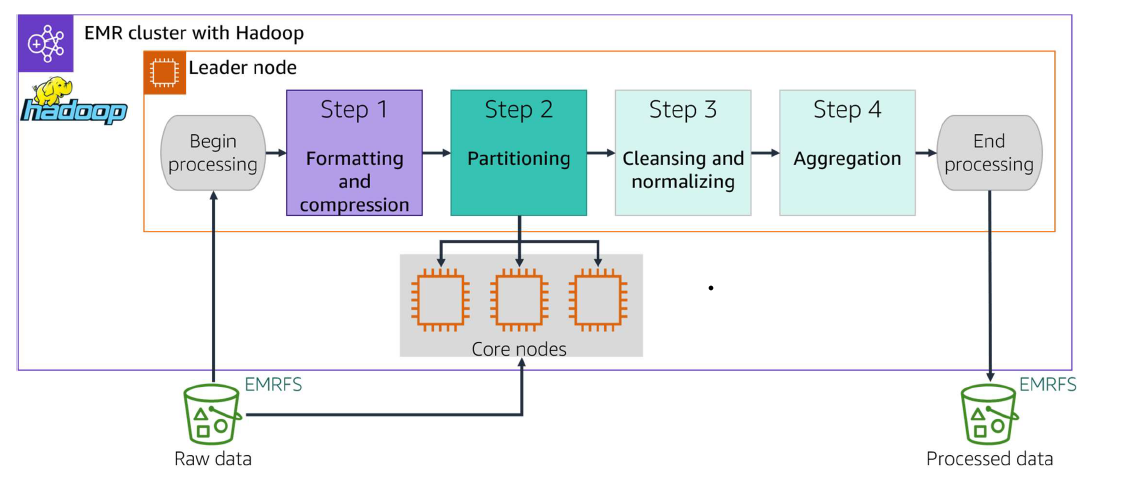 EMR cluster with Hadoop
hadoop
Leader node
Begin
processing
Step 1
Formatting
and
compression
Step 2
Partitioning
Step 3
Cleansing and
normalizing
Step 4
Aggregation
End
processing
Core nodes
EMRFS
Raw data
EMRFS
Processed data